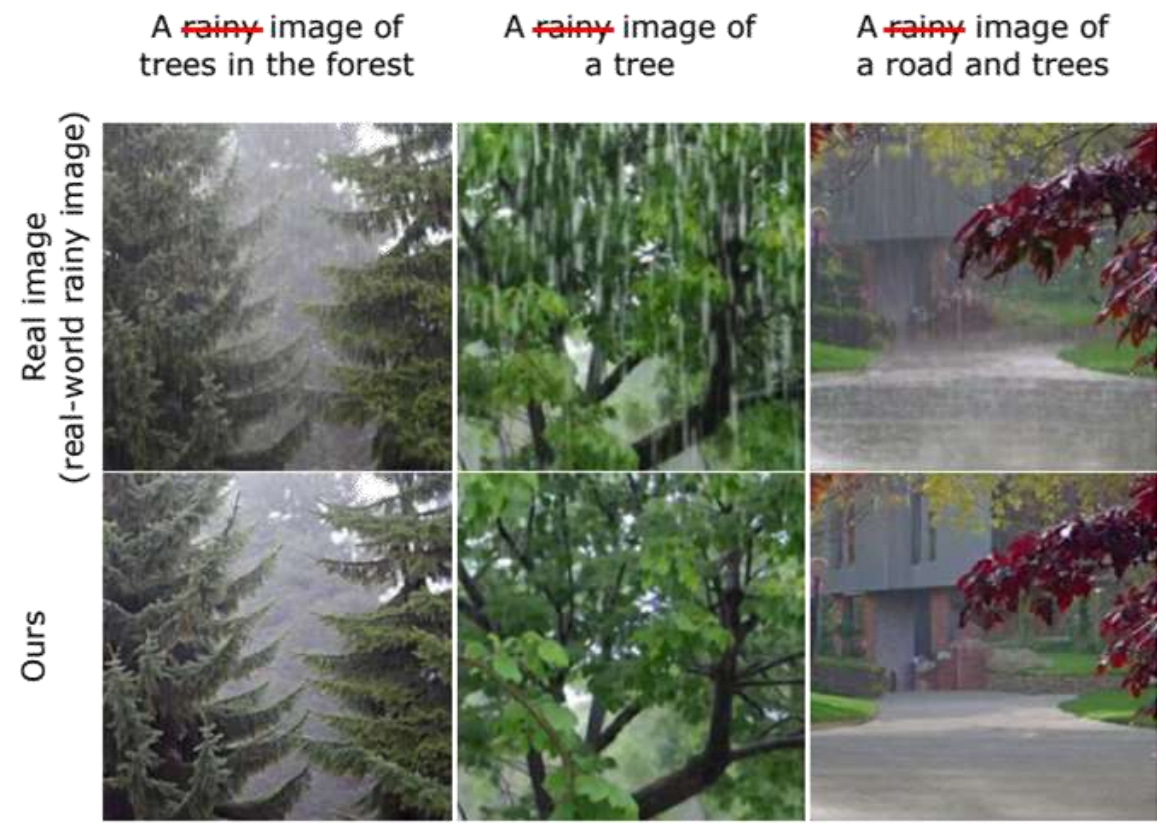 A rainy image of
trees in the forest
A rainy image of
a tree
A rainy image of
a road and trees
Real image
(real-world rainy image)
Ours